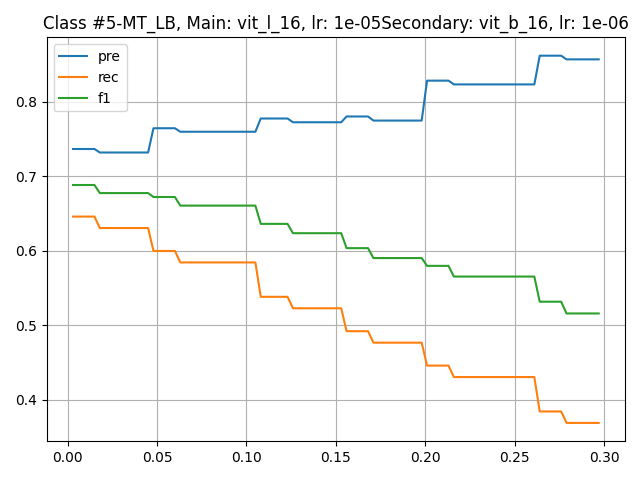 Class #5-MT_LB, Main: vit_l_16, lr: 1e-05Secondary: vit_b_16, lr: 1e-06
pre
rec
f1
0.8
0.7
0.6
0.5
0.4
0.00 0.05 0.10 0.15 0.20 0.25 0.30